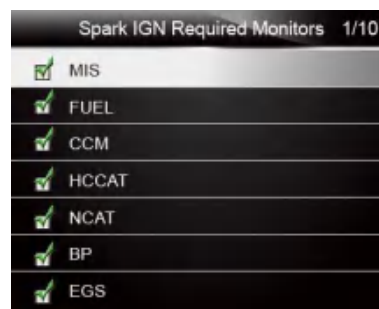 Spark IGN Required Monitors 1/10
MIS
FUEL
CCM
HCCAT
NCAT
BP
EGS